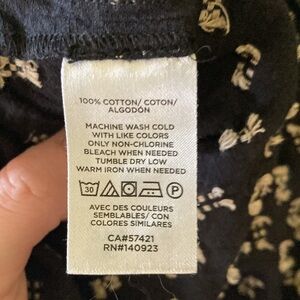 100% COTTON/ COTON/
ALGODÓN
MACHINE WASH COLD
WITH LIKE COLORS
ONLY NON-CHLORINE
BLEACH WHEN NEEDED
TUMBLE DRY LOW
WARM IRON WHEN NEEDED
30 P
AVEC DES COULEURS
SEMBLABLES/ CON
COLORES SIMILARES
CA#57421
RN#140923